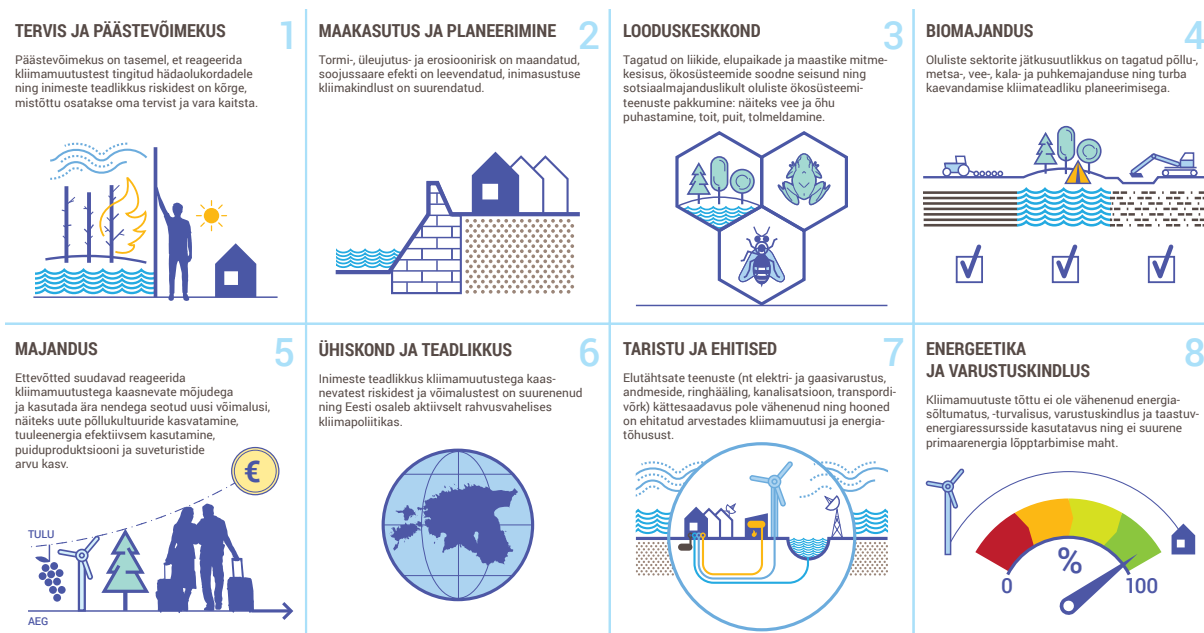 TERVIS JA PÄÄSTEVÕIMEKUS
1
Päästevõimekus on tasemel, et reageerida
kliimamuutustest tingitud hädaolukordadele
ning inimeste teadlikkus riskidest on kõrge,
mistõttu osatakse oma tervist ja vara kaitsta.
MAAKASUTUS JA PLANEERIMINE
2
Tormi-, üleujutus- ja erosioonirisk on maandatud,
soojussaare efekti on leevendatud, inimasustuse
kliimakindlust on suurendatud.
LOODUSKESKKOND
3
Tagatud on liikide, elupaikade ja maastike mitme-
kesisus, ökosüsteemide soodne seisund ning
sotsiaalmajanduslikult oluliste ökosüsteemi-
teenuste pakkumine: näiteks vee ja õhu
puhastamine, toit, puit, tolmeldamine.
BIOMAJANDUS
4
Oluliste sektorite jätkusuutlikkus on tagatud põllu-,
metsa-, vee-, kala- ja puhkemajanduse ning turba
kaevandamise kliimateadliku planeerimisega.
MAJANDUS
5
Ettevõtted suudavad reageerida
kliimamuutustega kaasnevate mõjudega
ja kasutada ära nendega seotud uusi võimalusi,
näiteks uute põllukultuuride kasvatamine,
tuuleenergia efektiivsem kasutamine,
puiduproduktsiooni ja suveturistide
arvu kasv.
€
TULU
AEG
ÜHISKOND JA TEADLIKKUS
6
Inimeste teadlikkus kliimamuutustega kaas-
nevatest riskidest ja võimalustest on suurenenud
ning Eesti osaleb aktiivselt rahvusvahelises
kliimapoliitikas.
TARISTU JA EHITISED
7
Elutähtsate teenuste (nt elektri- ja gaasivarustus,
andmeside, ringhääling, kanalisatsioon, transpordi-
võrk) kättesaadavus pole vähenenud ning hooned
on ehitatud arvestades kliimamuutusi ja energia-
tõhusust.
ENERGEETIKA
JA VARUSTUSKINDLUS
8
Kliimamuutuste tõttu ei ole vähenenud energia-
sõltumatus, -turvalisus, varustuskindlus ja taastuv-
energiaressursside kasutatavus ning ei suurene
primaarenergia lõpptarbimise maht.
%
0
100